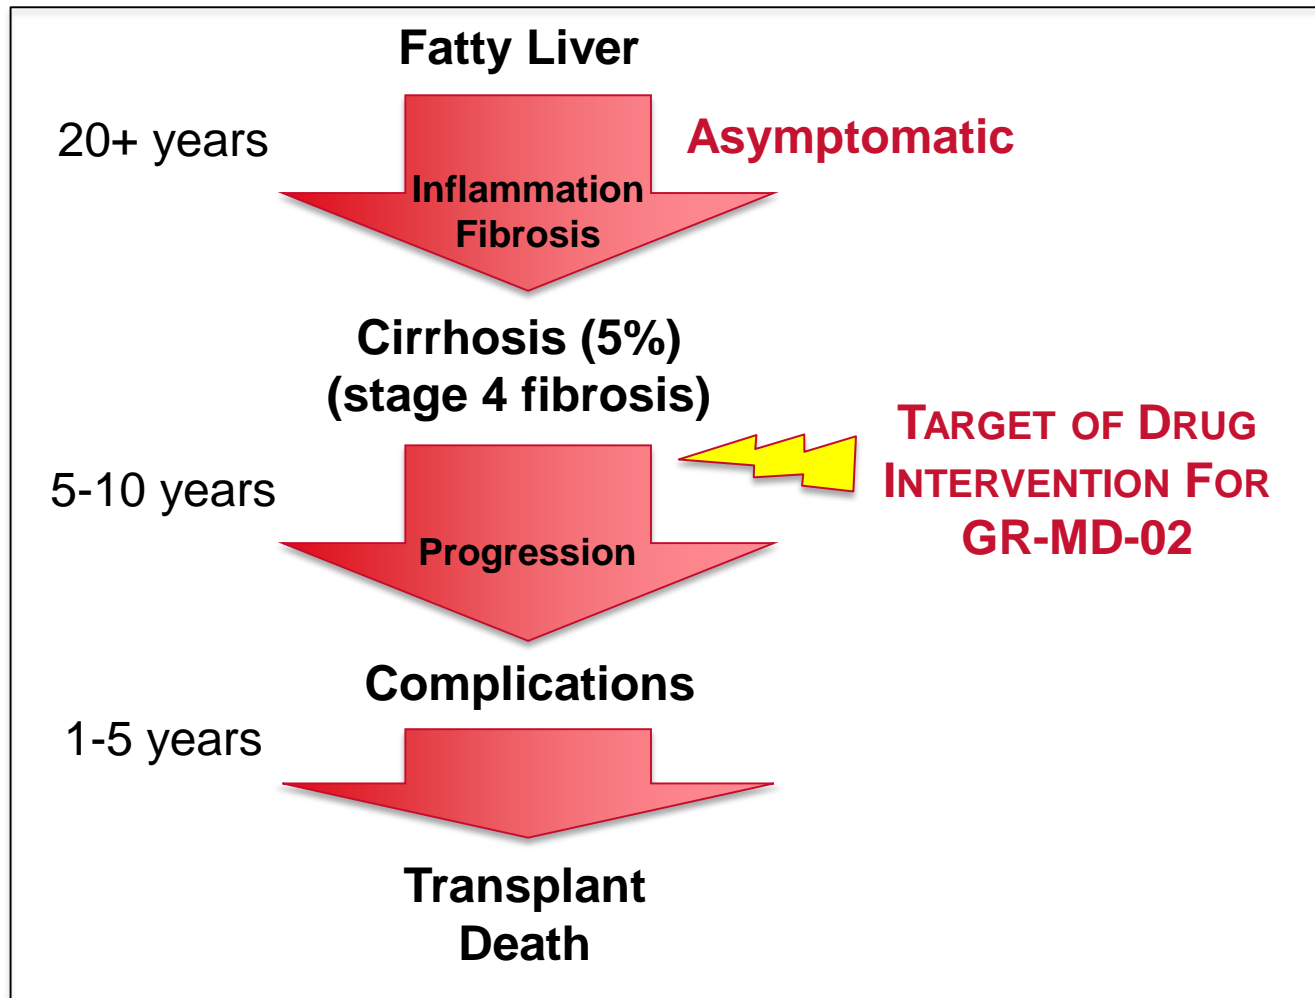 Fatty Liver
20+ years
Asymptomatic
Inflammation
Fibrosis
Cirrhosis (5%)
(stage 4 fibrosis)
TARGET OF DRUG
INTERVENTION FOR
GR-MD-02
5-10 years
Progression
Complications
1-5 years
Transplant
Death